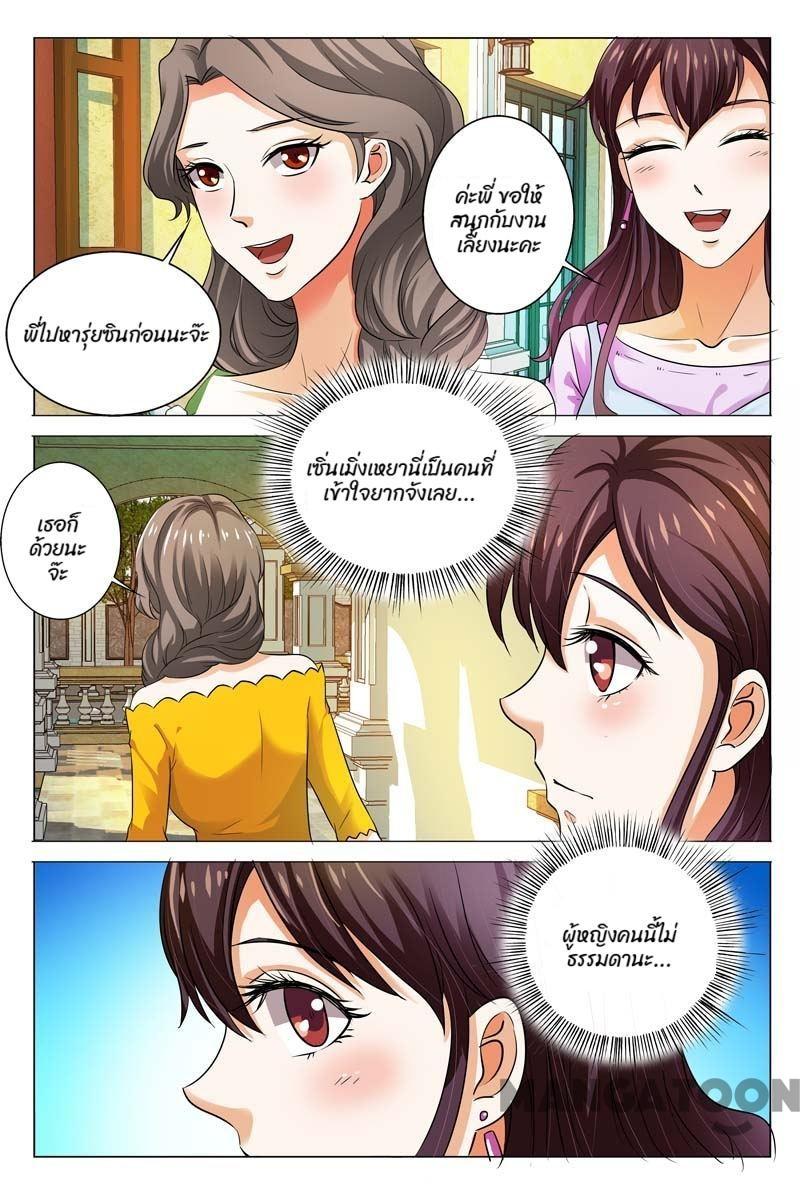 พี่ไปหารุ่ยซินก่อนนะจ๊ะ
ค่ะพี่ ขอให้
สนุกกับงาน
เลี้ยงนะคะ
เธอก็
ด้วยนะ
จ๊ะ
เซิ่นเมิ่งเหยานี่เป็นคนที่
เข้าใจยากจังเลย...
ผู้หญิงคนนี้ไม่
ธรรมดานะ...
MANGATOON